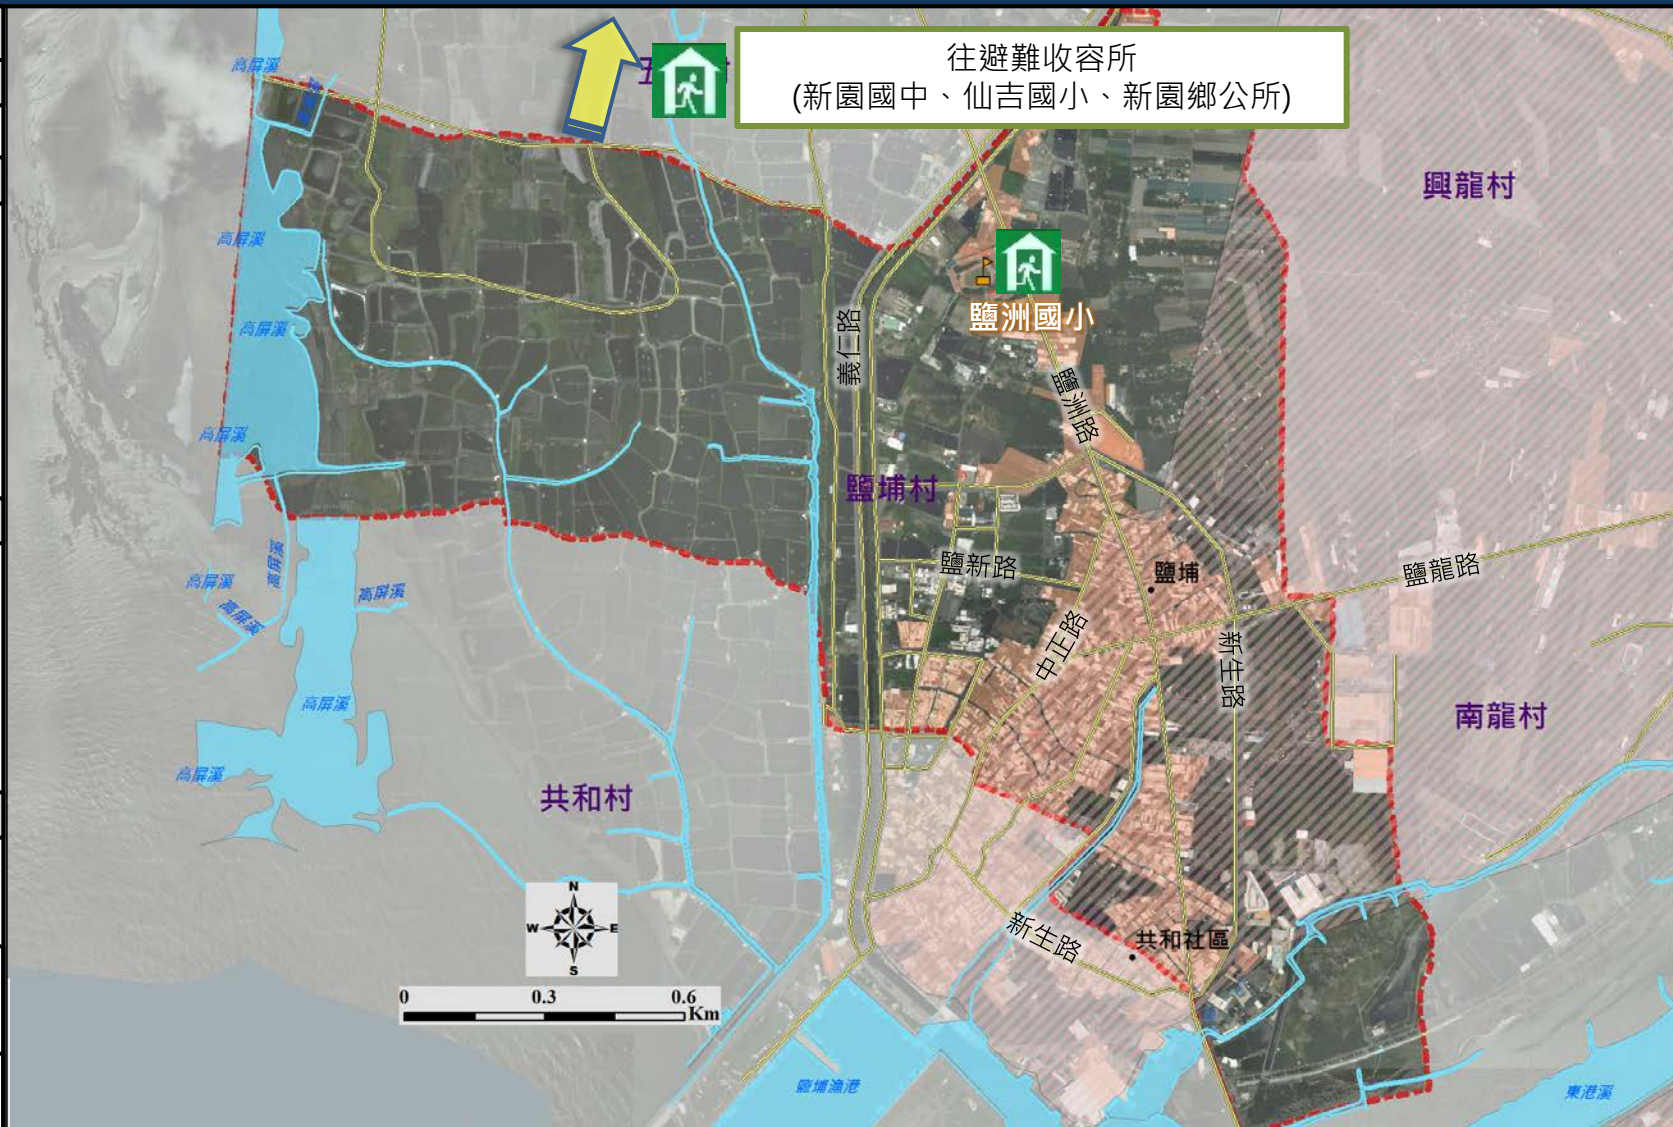 往避難收容所
(新園國中、仙吉國小、新園鄉公所)
高屏溪
五
興龍村
高屏溪
鹽洲國小
高屏溪
義仁路
鹽洲路
高屏溪
鹽埔村
高屏溪
高屏溪
高屏溪
高屏溪
鹽新路
鹽埔
鹽龍路
中正路
新生路
高屏溪
南龍村
高屏溪
共和村
N
W
E
S
新生路
共和社區
0
0.3
0.6
Km
鹽埔漁港
東港溪